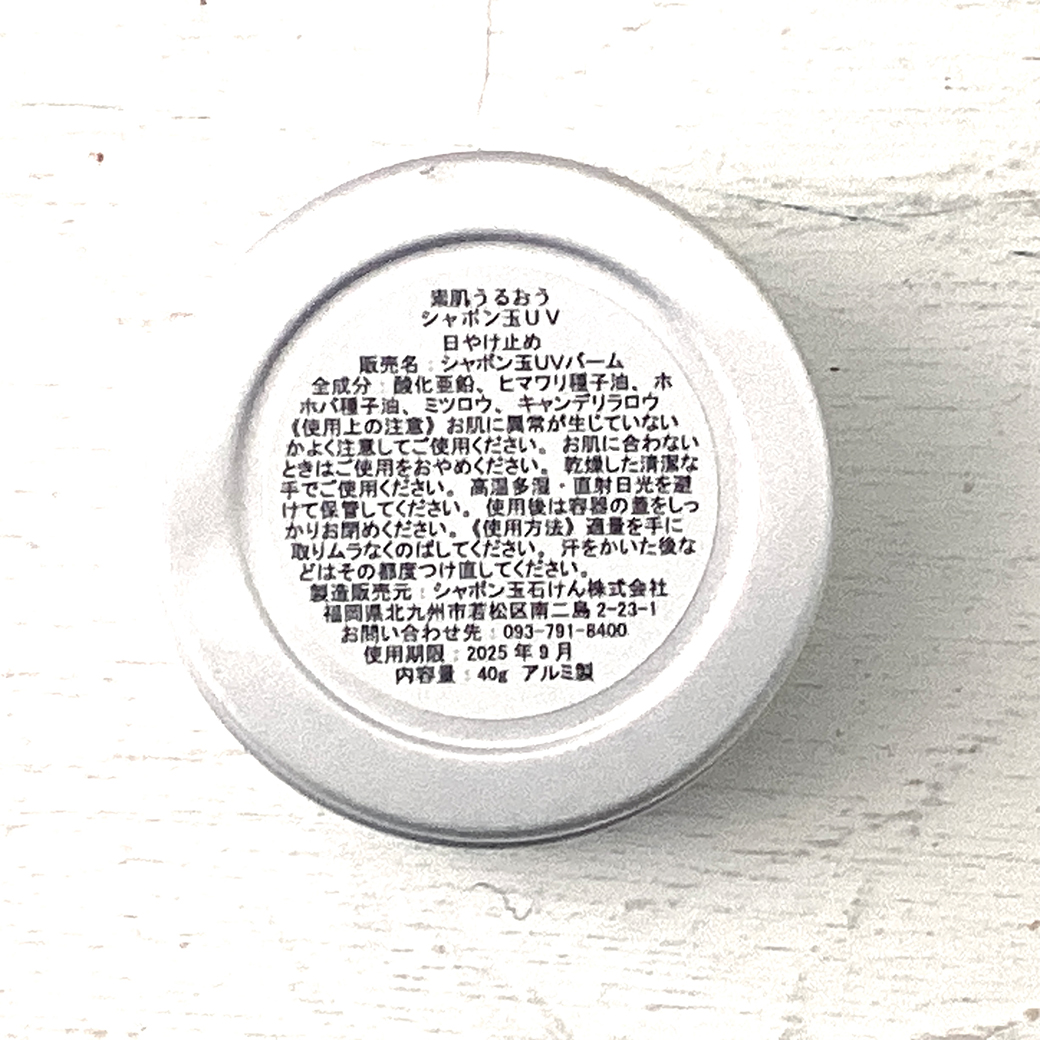 素肌うるおう
シャボン玉UV
日やけ止め
販売名：シャボン玉UVバーム
全成分：酸化亜鉛、ヒマワリ種子油、ホ
ホバ種子油、ミツロウ、キャンデリラロウ
《使用上の注意》お肌に異常が生じていない
かよく注意してご使用ください。お肌に合わない
ときはご使用をおやめください。乾燥した清潔な
手でご使用ください。高温多湿・直射日光を避
けて保管してください。使用後は容器の蓋をしっ
かりお閉めください。《使用方法》適量を手に
取りムラなくのばしてください。汗をかいた後な
どはその都度つけ直してください。
製造販売元：シャボン玉石けん株式会社
福岡県北九州市若松区南二島2-23-1
お問い合わせ先：093-791-8400
使用期限：2025年9月
内容量：40g アルミ製